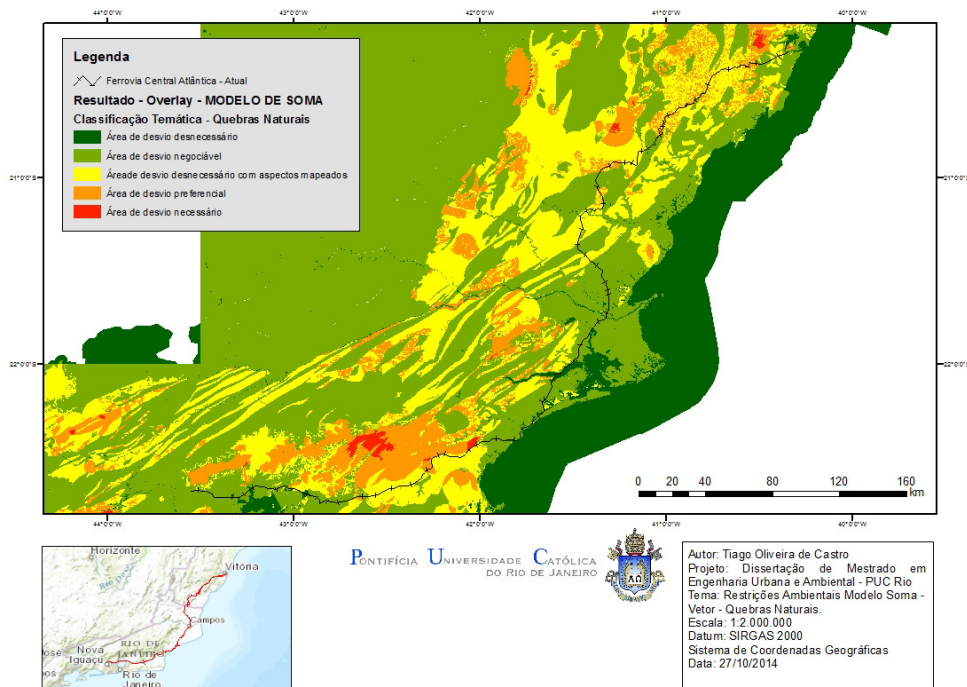 44°0'0"W 43°0'0"W 42°0'0"W 41°0'0"W 40°0'0"W
Legenda
Ferrovia Central Atlântica - Atual
Resultado - Overlay - MODELO DE SOMA
Classificação Temática - Quebras Naturais
Área de desvio desnecessário
Área de desvio negociável
Áreade desvio desnecessário com aspectos mapeados
Área de desvio preferencial
Área de desvio necessário
21°0'0"S 21°0'0"S
22°0'0"S 22°0'0"S
0 20 40 80 120 160
km
44°0'0"W 43°0'0"W 42°0'0"W 41°0'0"W 40°0'0"W
Horizonte
Vitória
Campos
José Nova
Iguaçu
RIO DE
JANEIRO
Rio de
Janeiro
PONTIFÍCIA UNIVERSIDADE CATÓLICA
DO RIO DE JANEIRO
Autor: Tiago Oliveira de Castro
Projeto: Dissertação de Mestrado em
Engenharia Urbana e Ambiental - PUC Rio
Tema: Restrições Ambientais Modelo Soma -
Vetor - Quebras Naturais.
Escala: 1:2.000.000
Datum: SIRGAS 2000
Sistema de Coordenadas Geográficas
Data: 27/10/2014